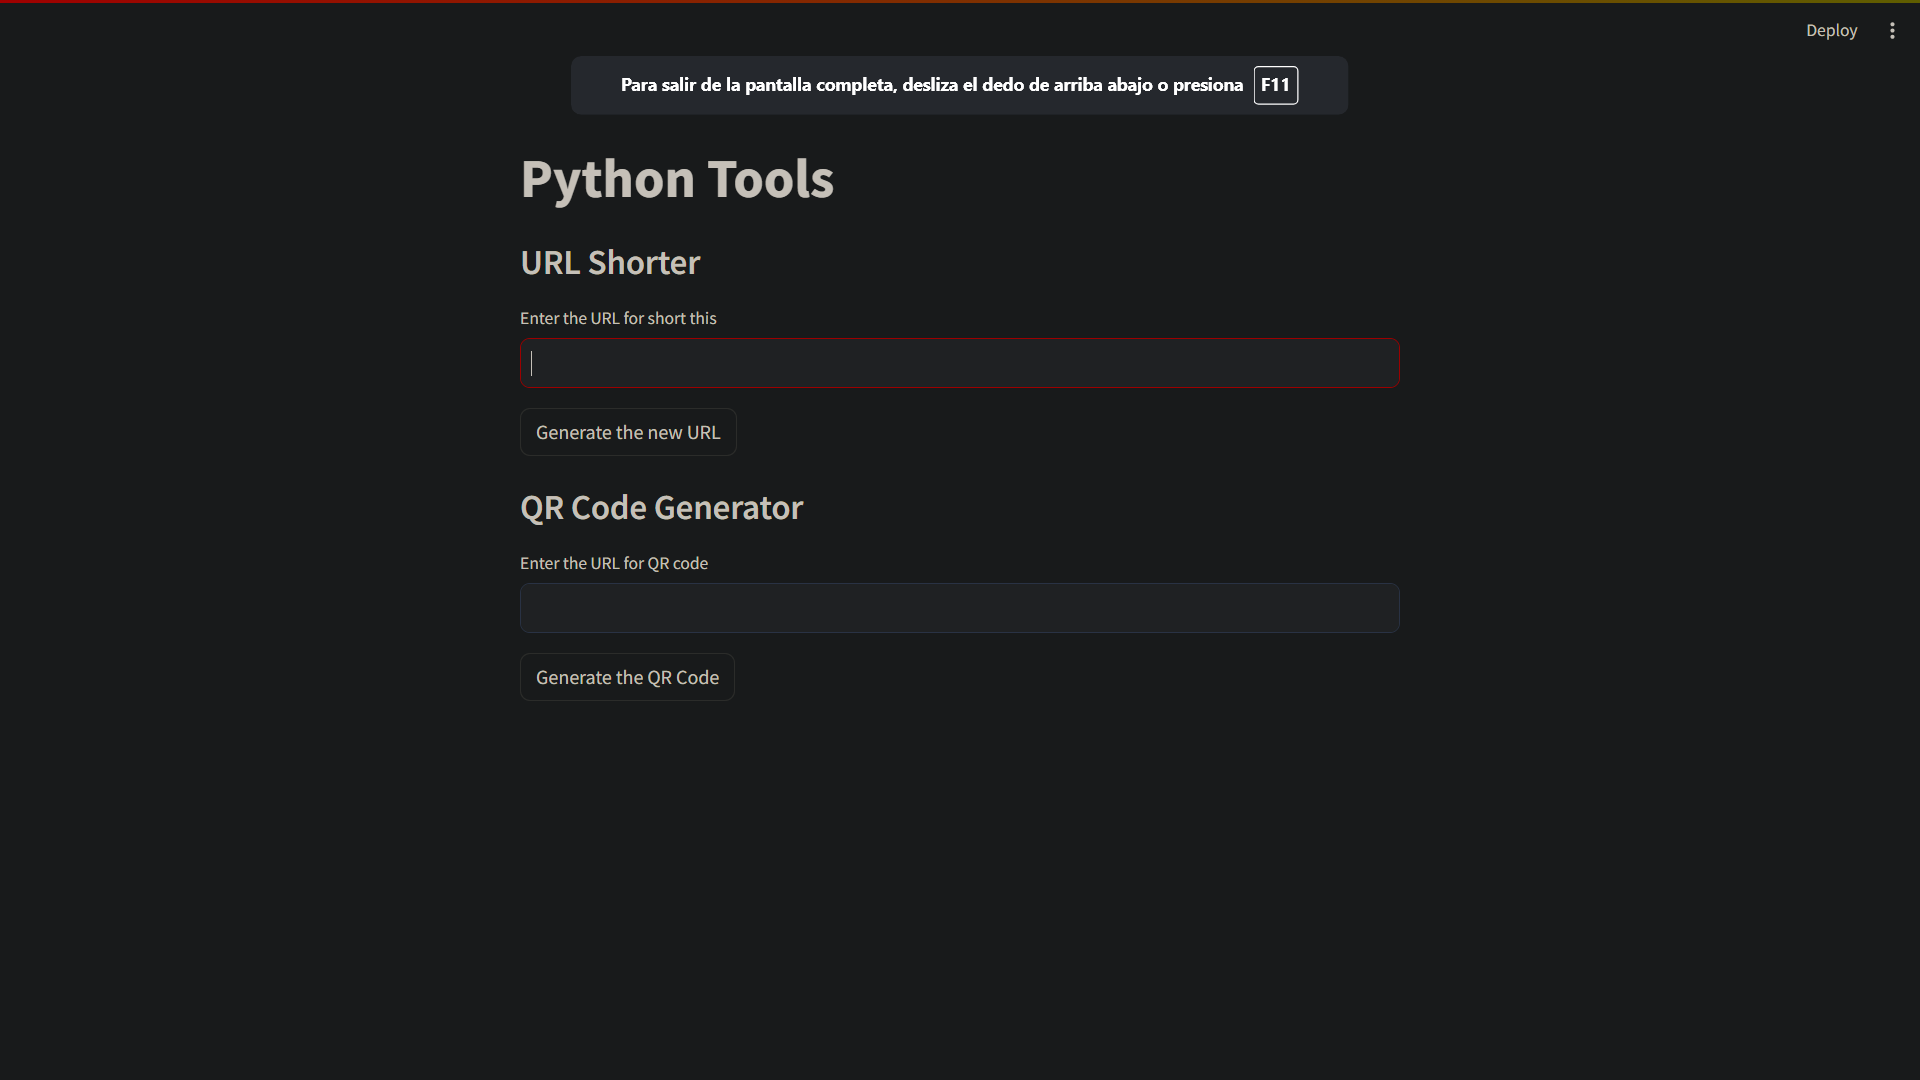 Deploy
Para salir de la pantalla completa, desliza el dedo de arriba abajo o presiona F11
Python Tools
URL Shorter
Enter the URL for short this
Generate the new URL
QR Code Generator
Enter the URL for QR code
Generate the QR Code